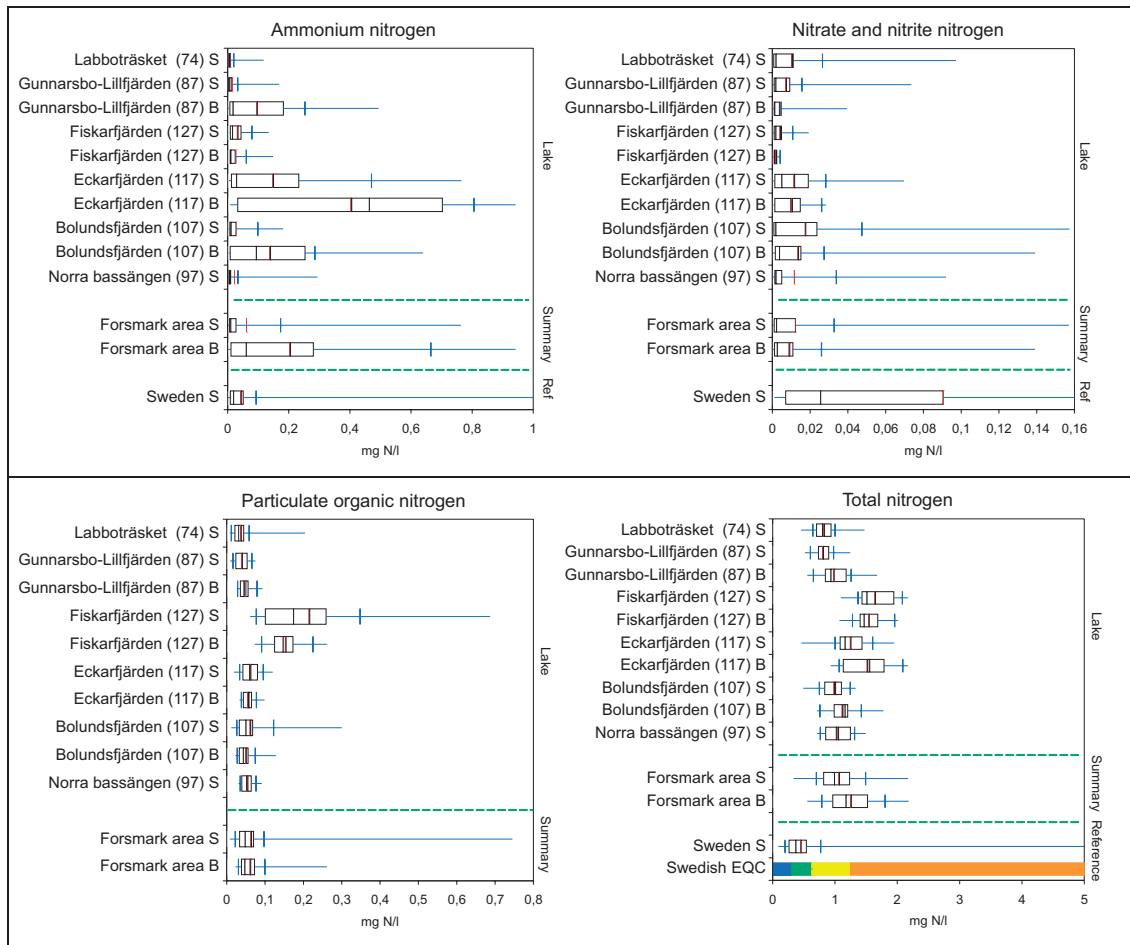 Ammonium nitrogen
Labboträsket (74) S
Gunnarsbo-Lillfjärden (87) S
Gunnarsbo-Lillfjärden (87) B
Fiskarfjärden (127) S
Fiskarfjärden (127) B
Eckarfjärden (117) S
Eckarfjärden (117) B
Bolundsfjärden (107) S
Bolundsfjärden (107) B
Norra bassängen (97) S
Forsmark area S
Forsmark area B
Sweden S
Lake
Summary
Ref
0 0,2 0,4 0,6 0,8 1
mg N/l
Nitrate and nitrite nitrogen
Labboträsket (74) S
Gunnarsbo-Lillfjärden (87) S
Gunnarsbo-Lillfjärden (87) B
Fiskarfjärden (127) S
Fiskarfjärden (127) B
Eckarfjärden (117) S
Eckarfjärden (117) B
Bolundsfjärden (107) S
Bolundsfjärden (107) B
Norra bassängen (97) S
Forsmark area S
Forsmark area B
Sweden S
Lake
Summary
Ref
0 0,02 0,04 0,06 0,08 0,1 0,12 0,14 0,16
mg N/l
Particulate organic nitrogen
Labboträsket (74) S
Gunnarsbo-Lillfjärden (87) S
Gunnarsbo-Lillfjärden (87) B
Fiskarfjärden (127) S
Fiskarfjärden (127) B
Eckarfjärden (117) S
Eckarfjärden (117) B
Bolundsfjärden (107) S
Bolundsfjärden (107) B
Norra bassängen (97) S
Forsmark area S
Forsmark area B
Lake
Summary
0 0,1 0,2 0,3 0,4 0,5 0,6 0,7 0,8
mg N/l
Total nitrogen
Labboträsket (74) S
Gunnarsbo-Lillfjärden (87) S
Gunnarsbo-Lillfjärden (87) B
Fiskarfjärden (127) S
Fiskarfjärden (127) B
Eckarfjärden (117) S
Eckarfjärden (117) B
Bolundsfjärden (107) S
Bolundsfjärden (107) B
Norra bassängen (97) S
Forsmark area S
Forsmark area B
Sweden S
Swedish EQC
Lake
Summary
Reference
0 1 2 3 4 5
mg N/l